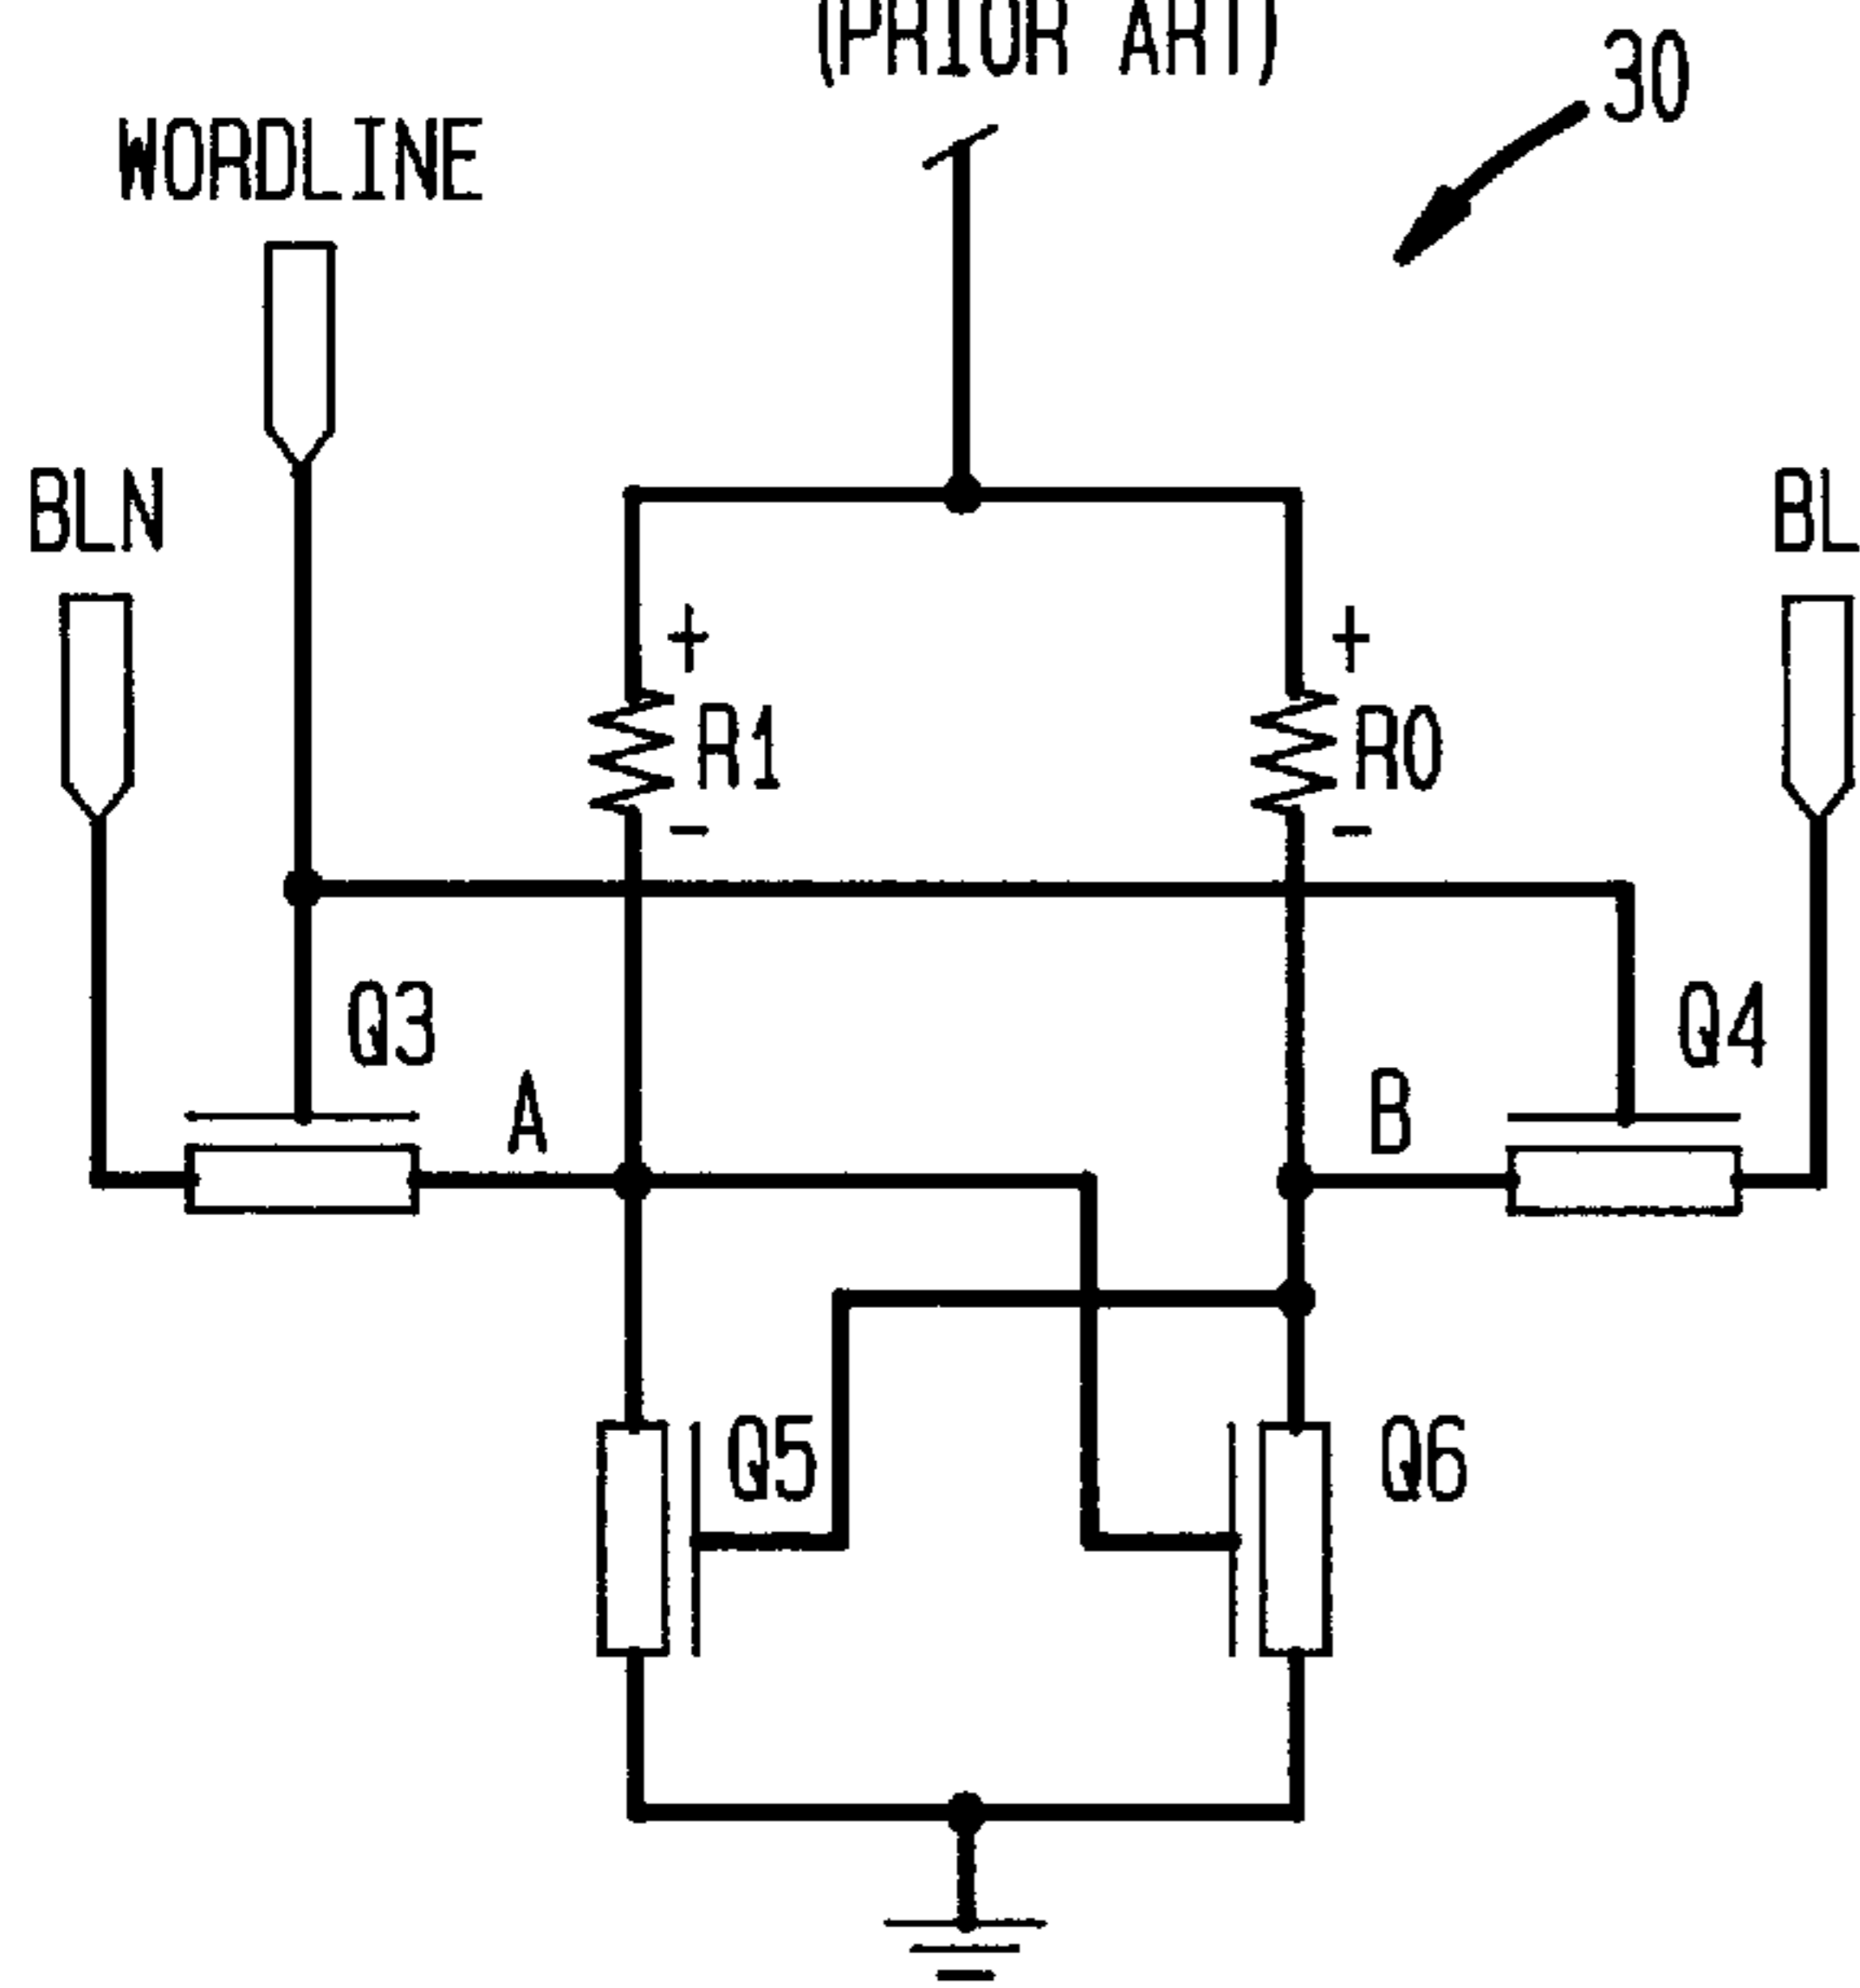 (PRIOR ART)
30
WORDLINE
BLN
BL
+
+
R1
R0
-
-
Q3
Q4
A
B
Q5
Q6